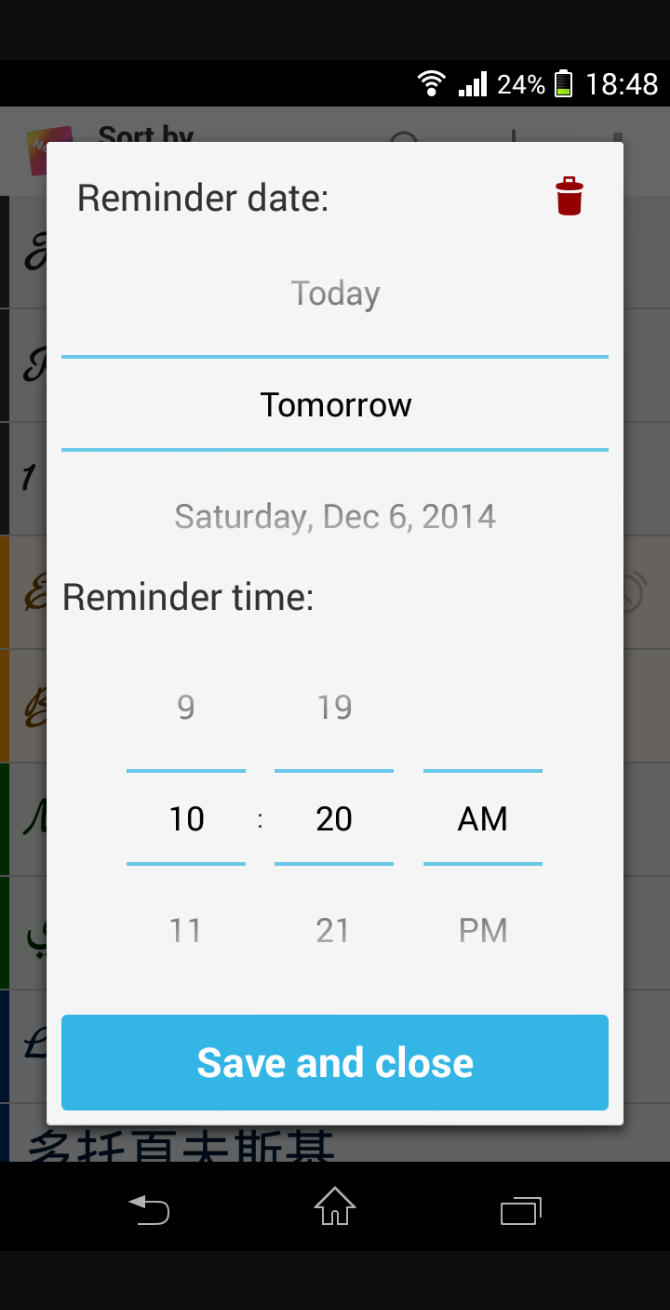 24% 18:48
Sort by
Reminder date:
Today
Tomorrow
Saturday, Dec 6, 2014
Reminder time:
9 19
10 : 20 AM
11 21 PM
Save and close
多托百夫斯基